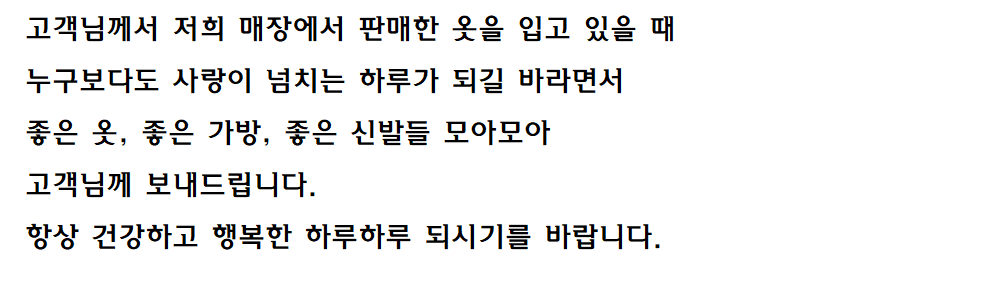 고객님께서 저희 매장에서 판매한 옷을 입고 있을 때
누구보다도 사랑이 넘치는 하루가 되길 바라면서
좋은 옷, 좋은 가방, 좋은 신발들 모아모아
고객님께 보내드립니다.
항상 건강하고 행복한 하루하루 되시기를 바랍니다.